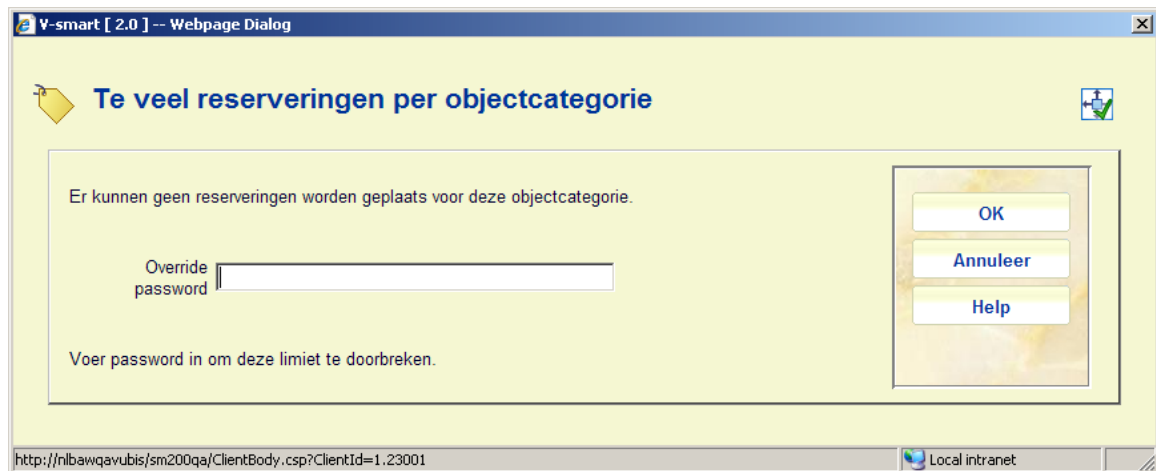 V-smart [ 2.0 ] -- Webpage Dialog
Te veel reserveringen per objectcategorie
Er kunnen geen reserveringen worden geplaats voor deze objectcategorie.
Override
password
Voer password in om deze limiet te doorbreken.
OK
Annuleer
Help
http://nlbawqavubis/sm200qa/ClientBody.csp?ClientId=1.23001
Local intranet